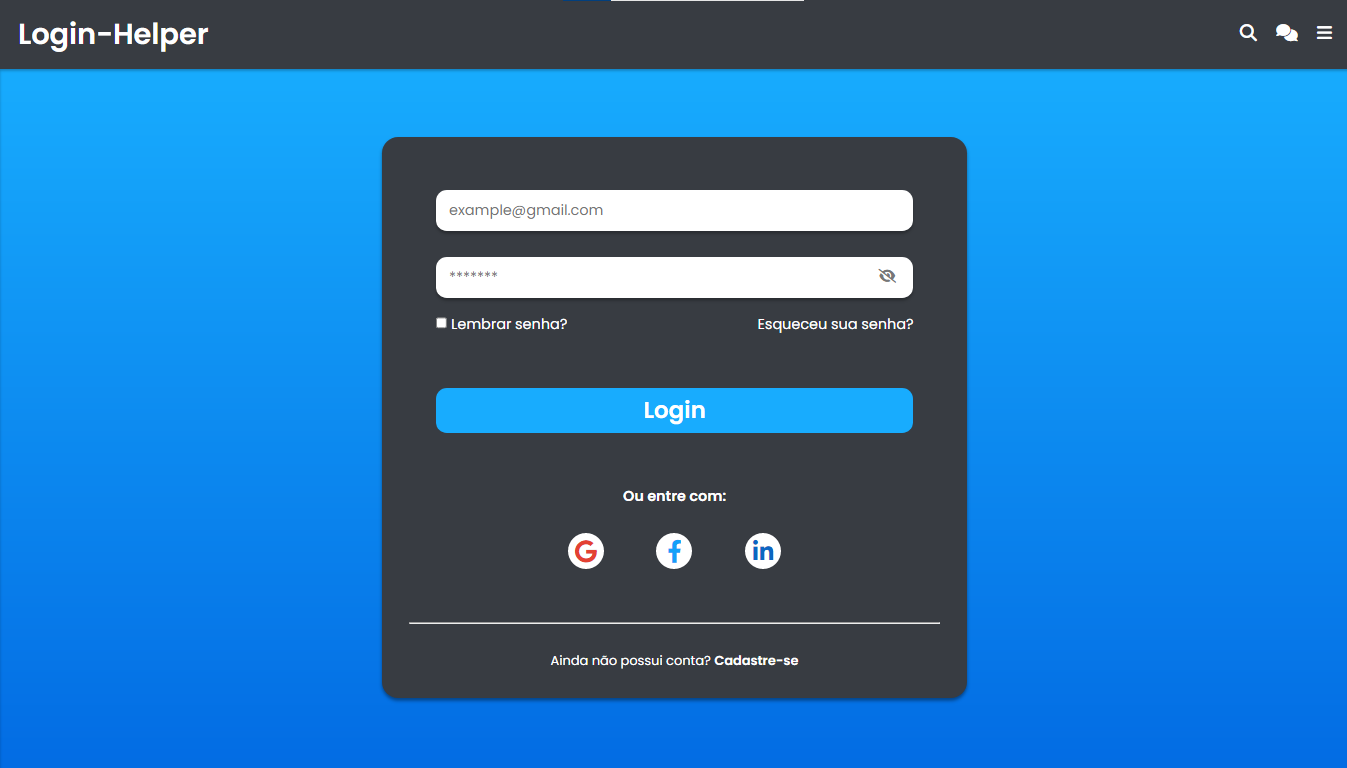 Login-Helper
example@gmail.com
*******
Lembrar senha?
Esqueceu sua senha?
Login
Ou entre com:
G f in
Ainda não possui conta? Cadastre-se